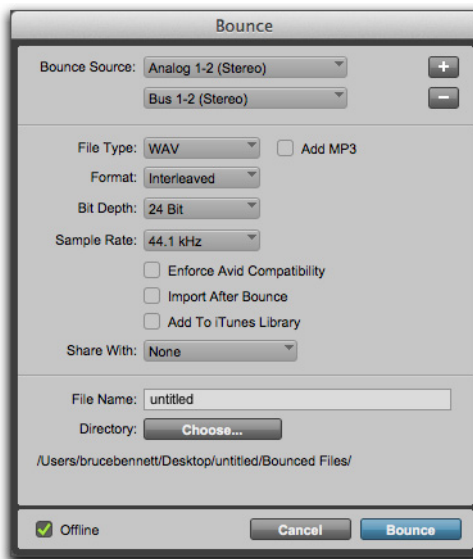 Bounce
Bounce Source: Analog 1-2 (Stereo) +
Bus 1-2 (Stereo) −
File Type: WAV Add MP3
Format: Interleaved
Bit Depth: 24 Bit
Sample Rate: 44.1 kHz
Enforce Avid Compatibility
Import After Bounce
Add To iTunes Library
Share With: None
File Name: untitled
Directory: Choose...
/Users/brucebennett/Desktop/untitled/Bounced Files/
Offline Cancel Bounce